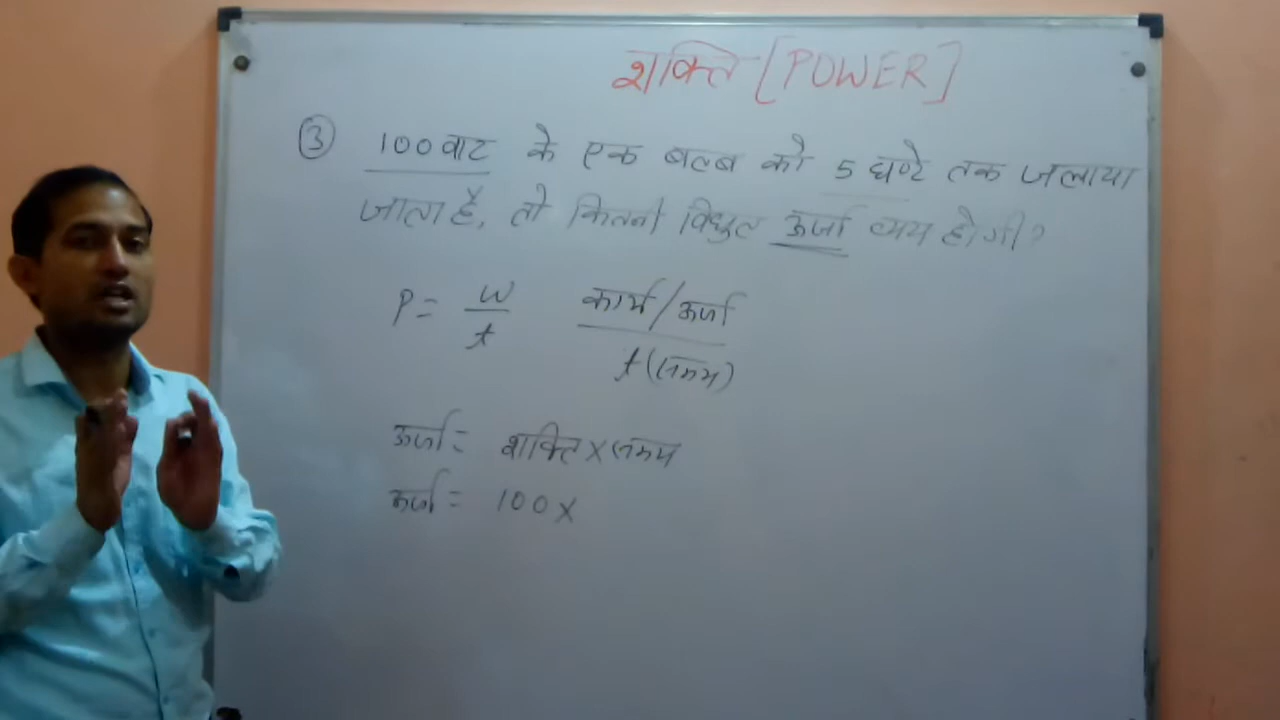 शक्ति [POWER]
③ 100 वाट के एक बल्ब को 5 घण्टे तक जलाया
जाता है, तो कितनी विधुत ऊर्जा व्यय होगी?
P = W/t कार्य/ऊर्जा
t (समय)
ऊर्जा = शक्ति x समय
ऊर्जा = 100 x